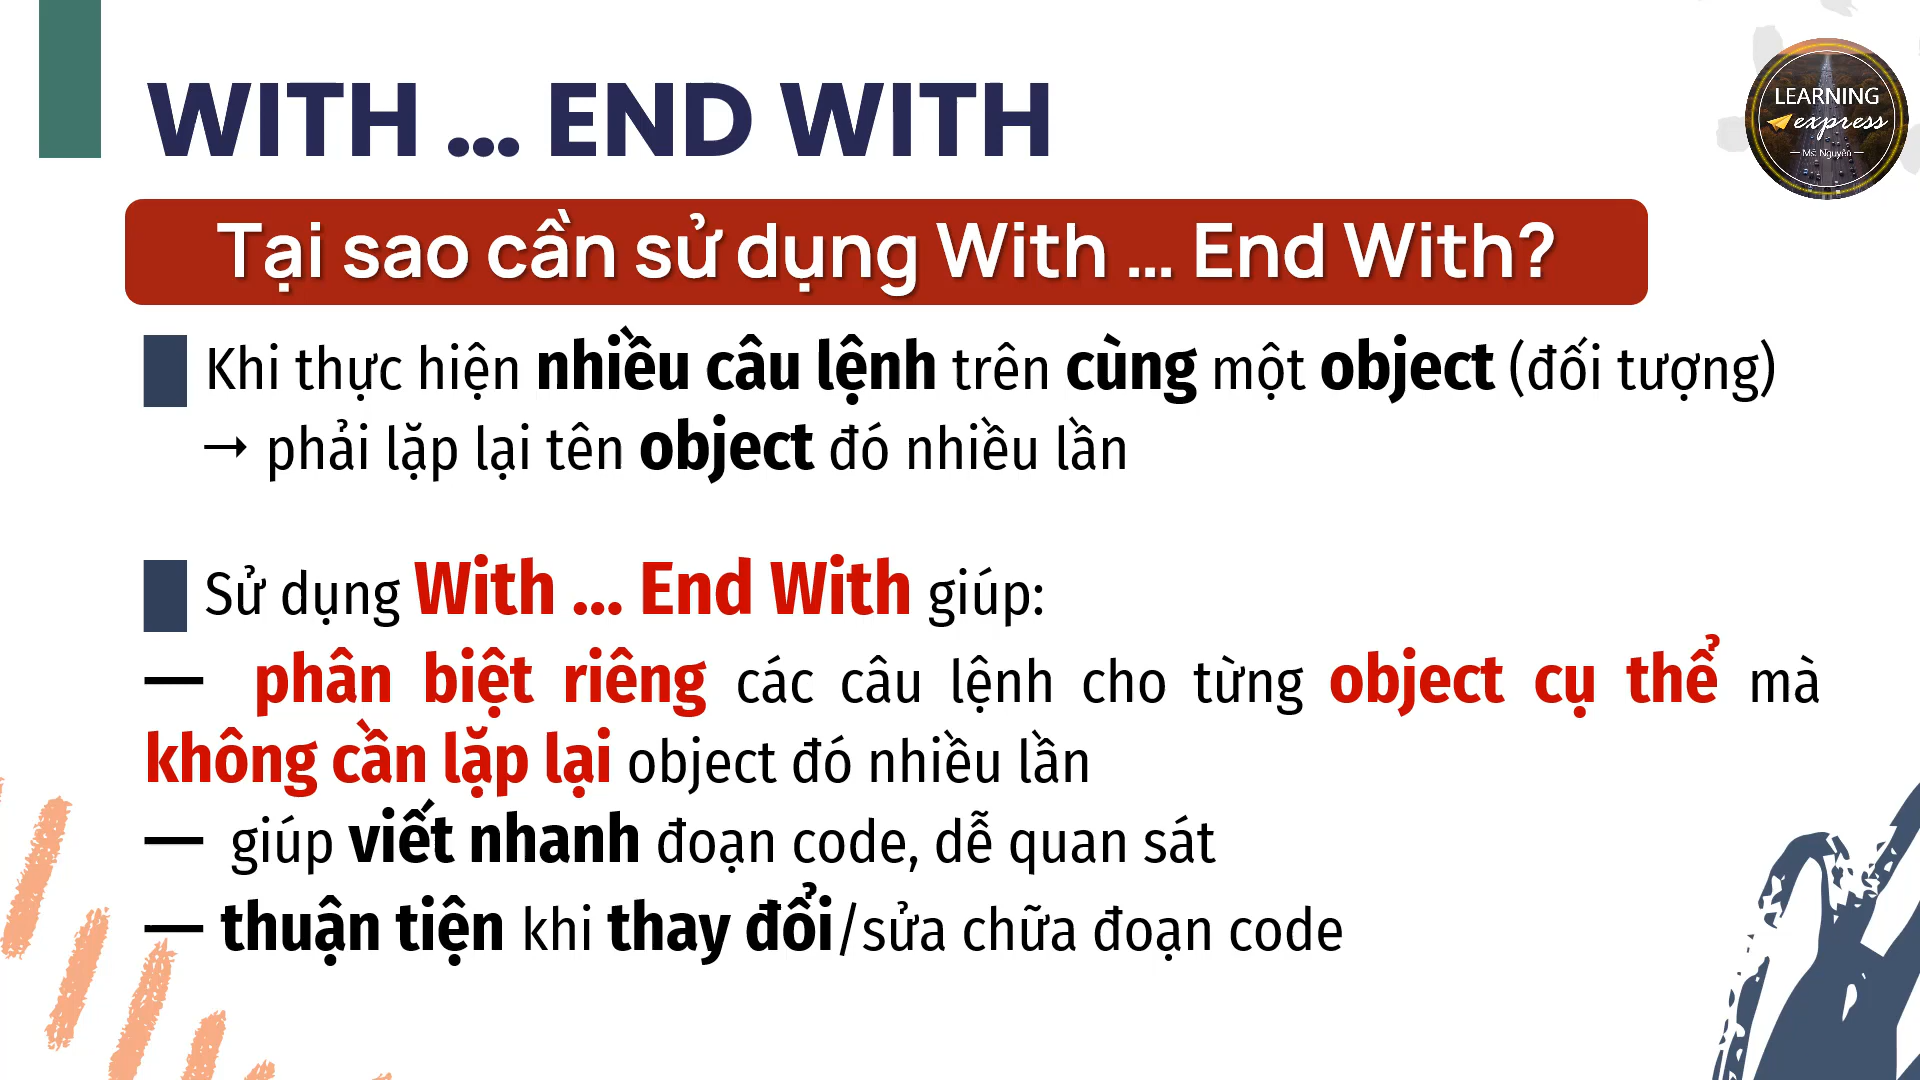 WITH ... END WITH
LEARNING
express
Ms. Nguyên
Tại sao cần sử dụng With ... End With?
Khi thực hiện nhiều câu lệnh trên cùng một object (đối tượng)
→ phải lặp lại tên object đó nhiều lần
Sử dụng With ... End With giúp:
— phân biệt riêng các câu lệnh cho từng object cụ thể mà
không cần lặp lại object đó nhiều lần
— giúp viết nhanh đoạn code, dễ quan sát
— thuận tiện khi thay đổi/sửa chữa đoạn code